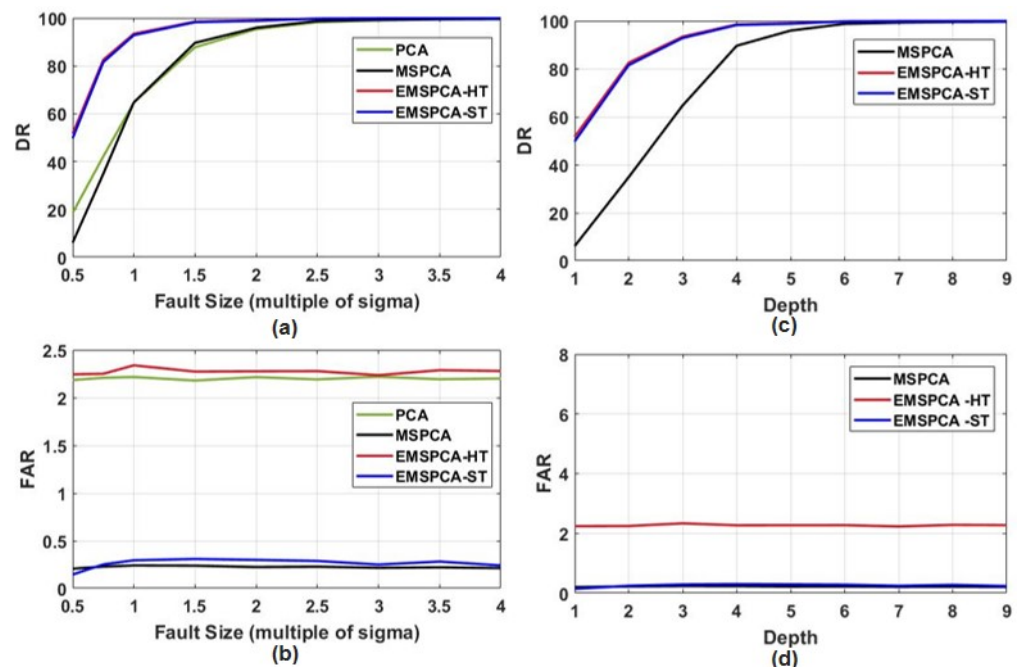 100
80
60
40
20
0
DR
PCA
MSPCA
EMSPCA-HT
EMSPCA-ST
0.5 1 1.5 2 2.5 3 3.5 4
Fault Size (multiple of sigma)
(a)
100
80
60
40
20
0
DR
MSPCA
EMSPCA-HT
EMSPCA-ST
1 2 3 4 5 6 7 8 9
Depth
(c)
2.5
2
1.5
1
0.5
0
FAR
PCA
MSPCA
EMSPCA-HT
EMSPCA-ST
0.5 1 1.5 2 2.5 3 3.5 4
Fault Size (multiple of sigma)
(b)
8
6
4
2
0
FAR
MSPCA
EMSPCA -HT
EMSPCA -ST
1 2 3 4 5 6 7 8 9
Depth
(d)